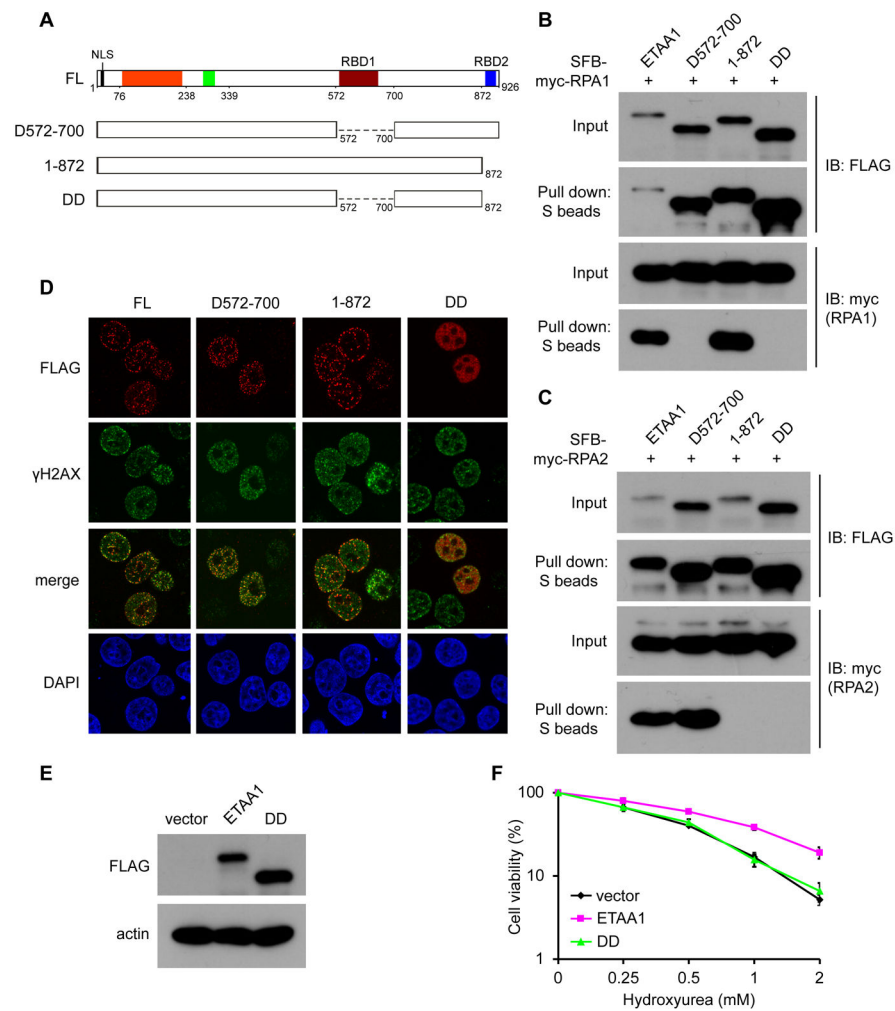 A
NLS
RBD1
RBD2
FL
1
76
238
339
572
700
872
926
D572-700
572
700
1-872
872
DD
572
700
872
B
ETAA1
D572-700
1-872
DD
SFB-
myc-RPA1
+ + + +
Input
Pull down:
S beads
IB: FLAG
Input
Pull down:
S beads
IB: myc
(RPA1)
C
ETAA1
D572-700
1-872
DD
SFB-
myc-RPA2
+ + + +
Input
Pull down:
S beads
IB: FLAG
Input
Pull down:
S beads
IB: myc
(RPA2)
D
FL D572-700 1-872 DD
FLAG
γH2AX
merge
DAPI
E
vector ETAA1 DD
FLAG
actin
F
Cell viability (%)
100
10
1
vector
ETAA1
DD
0 0.25 0.5 1 2
Hydroxyurea (mM)